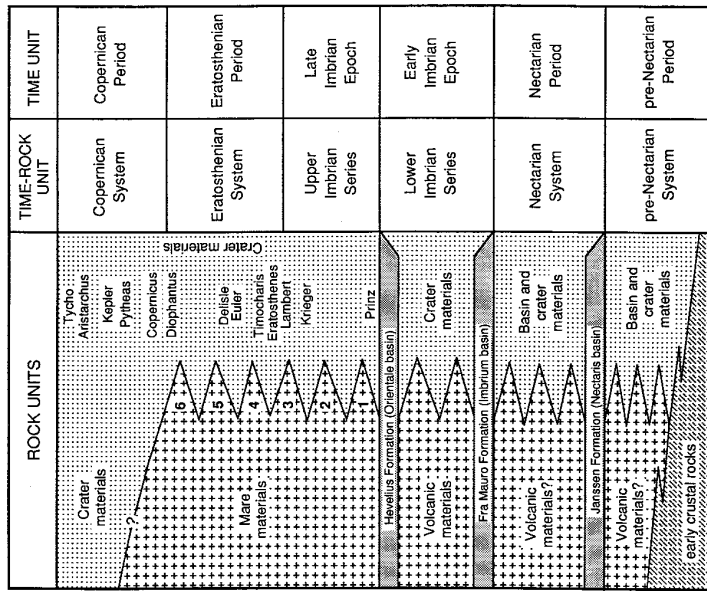 ROCK UNITS
TIME-ROCK
UNIT
TIME UNIT
Crater
materials
Tycho
Aristarchus
Kepler
Pytheas
Copernicus
Diophantus
Delisle
Euler
Timocharis
Eratosthenes
Lambert
Krieger
Prinz
Crater materials
?
6
5
4
3
2
1
Mare
materials
Copernican
System
Copernican
Period
Eratosthenian
System
Eratosthenian
Period
Upper
Imbrian
Series
Late
Imbrian
Epoch
Hevelius Formation (Orientale basin)
Volcanic
materials
Crater
materials
Lower
Imbrian
Series
Early
Imbrian
Epoch
Fra Mauro Formation (Imbrium basin)
Volcanic
materials?
Basin and
crater
materials
Nectarian
System
Nectarian
Period
Janssen Formation (Nectaris basin)
Volcanic
materials?
Basin and
crater
materials
pre-Nectarian
System
pre-Nectarian
Period
early crustal rocks